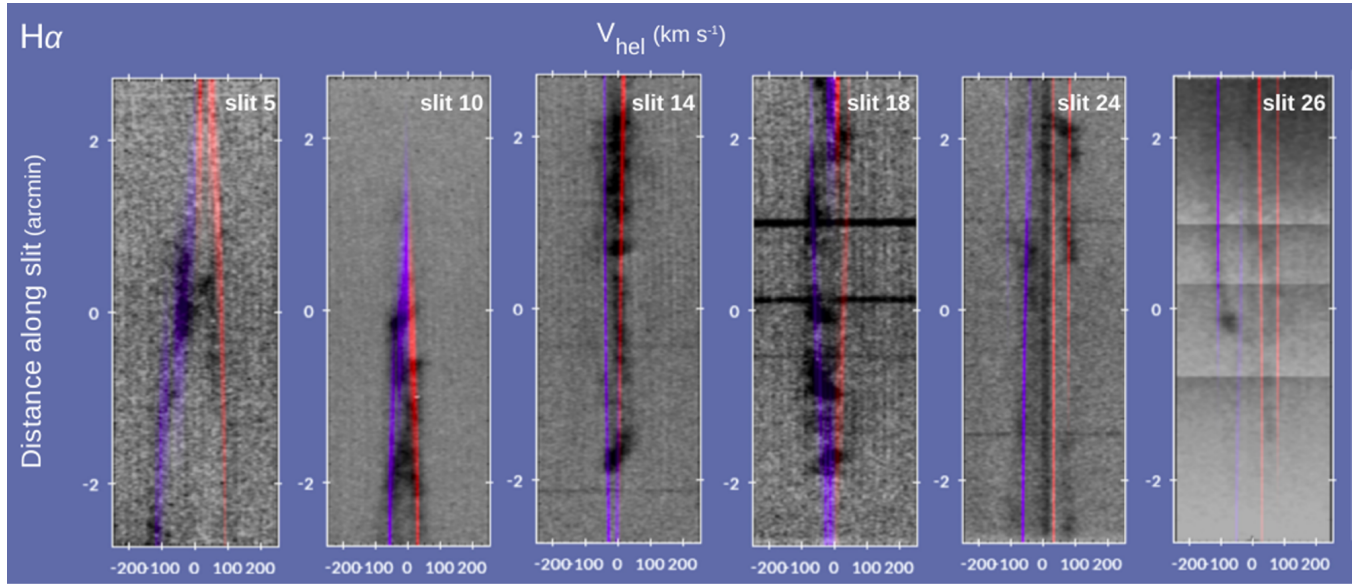 Hα
V_hel (km s⁻¹)
slit 5
slit 10
slit 14
slit 18
slit 24
slit 26
Distance along slit (arcmin)
2 2 2 2 2 2
0 0 0 0 0 0
-2 -2 -2 -2 -2 -2
-200-100 0 100 200 -200-100 0 100 200 -200-100 0 100 200 -200-100 0 100 200 -200-100 0 100 200 -200-100 0 100 200